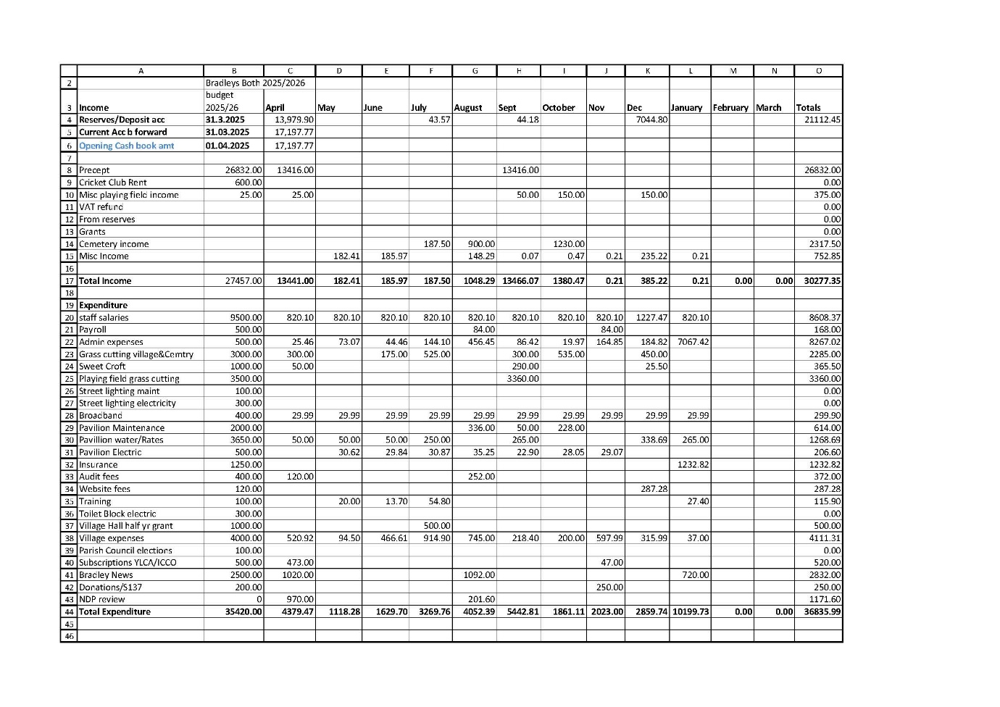 A B C D E F G H I J K L M N O
2 Bradleys Both 2025/2026
budget
3 Income 2025/26 April May June July August Sept October Nov Dec January February March Totals
4 Reserves/Deposit acc 31.3.2025 13,979.90 43.57 44.18 7044.80 21112.45
5 Current Acc b forward 31.03.2025 17,197.77
6 Opening Cash book amt 01.04.2025 17,197.77
7
8 Precept 26832.00 13416.00 13416.00 26832.00
9 Cricket Club Rent 600.00 0.00
10 Misc playing field income 25.00 25.00 50.00 150.00 150.00 375.00
11 VAT refund 0.00
12 From reserves 0.00
13 Grants 0.00
14 Cemetery income 187.50 900.00 1230.00 2317.50
15 Misc Income 182.41 185.97 148.29 0.07 0.47 0.21 235.22 0.21 752.85
16
17 Total Income 27457.00 13441.00 182.41 185.97 187.50 1048.29 13466.07 1380.47 0.21 385.22 0.21 0.00 0.00 30277.35
18
19 Expenditure
20 staff salaries 9500.00 820.10 820.10 820.10 820.10 820.10 820.10 820.10 820.10 1227.47 820.10 8608.37
21 Payroll 500.00 84.00 84.00 168.00
22 Admin expenses 500.00 25.46 73.07 44.46 144.10 456.45 86.42 19.97 164.85 184.82 7067.42 8267.02
23 Grass cutting village&Cemtry 3000.00 300.00 175.00 525.00 300.00 535.00 450.00 2285.00
24 Sweet Croft 1000.00 50.00 290.00 25.50 365.50
25 Playing field grass cutting 3500.00 3360.00 3360.00
26 Street lighting maint 100.00 0.00
27 Street lighting electricity 300.00 0.00
28 Broadband 400.00 29.99 29.99 29.99 29.99 29.99 29.99 29.99 29.99 29.99 29.99 299.90
29 Pavilion Maintenance 2000.00 336.00 50.00 228.00 614.00
30 Pavillion water/Rates 3650.00 50.00 50.00 50.00 250.00 265.00 338.69 265.00 1268.69
31 Pavilion Electric 500.00 30.62 29.84 30.87 35.25 22.90 28.05 29.07 206.60
32 Insurance 1250.00 1232.82 1232.82
33 Audit fees 400.00 120.00 252.00 372.00
34 Website fees 120.00 287.28 287.28
35 Training 100.00 20.00 13.70 54.80 27.40 115.90
36 Toilet Block electric 300.00 0.00
37 Village Hall half yr grant 1000.00 500.00 500.00
38 Village expenses 4000.00 520.92 94.50 466.61 914.90 745.00 218.40 200.00 597.99 315.99 37.00 4111.31
39 Parish Council elections 100.00 0.00
40 Subscriptions YLCA/ICCO 500.00 473.00 47.00 520.00
41 Bradley News 2500.00 1020.00 1092.00 720.00 2832.00
42 Donations/S137 200.00 250.00 250.00
43 NDP review 0 970.00 201.60 1171.60
44 Total Expenditure 35420.00 4379.47 1118.28 1629.70 3269.76 4052.39 5442.81 1861.11 2023.00 2859.74 10199.73 0.00 0.00 36835.99
45
46